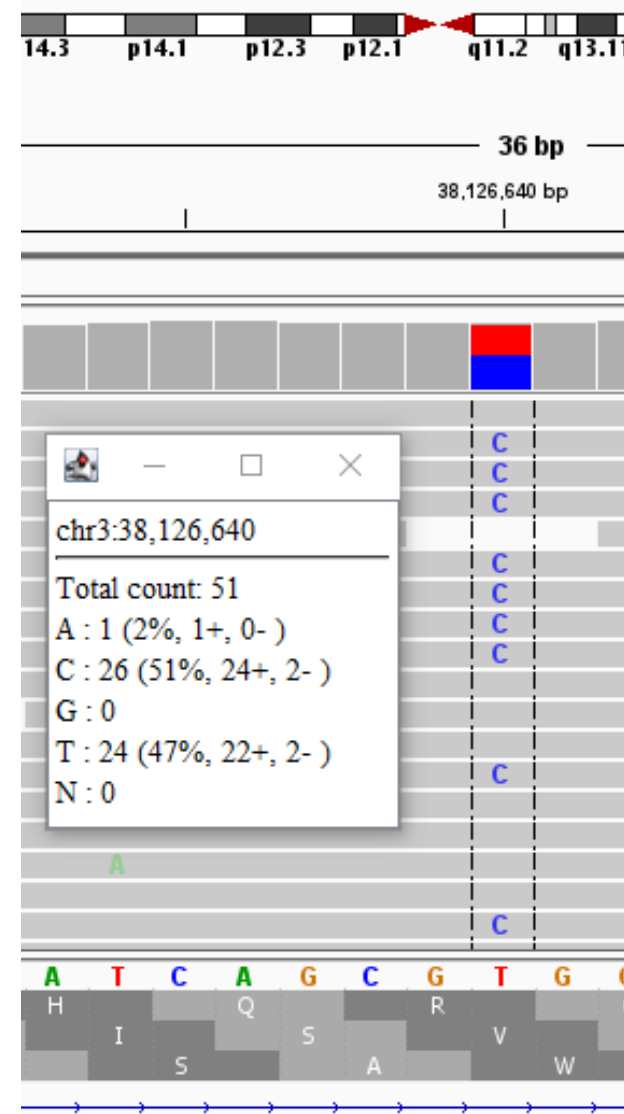 14.3 p14.1 p12.3 p12.1 q11.2 q13.11
36 bp
38,126,640 bp
C
C
C
chr3:38,126,640
C
Total count: 51
C
A : 1 (2%, 1+, 0- )
C
C : 26 (51%, 24+, 2- )
C
G : 0
T : 24 (47%, 22+, 2- )
C
N : 0
A
C
A T C A G C G T G
H Q R
I S V
S A W